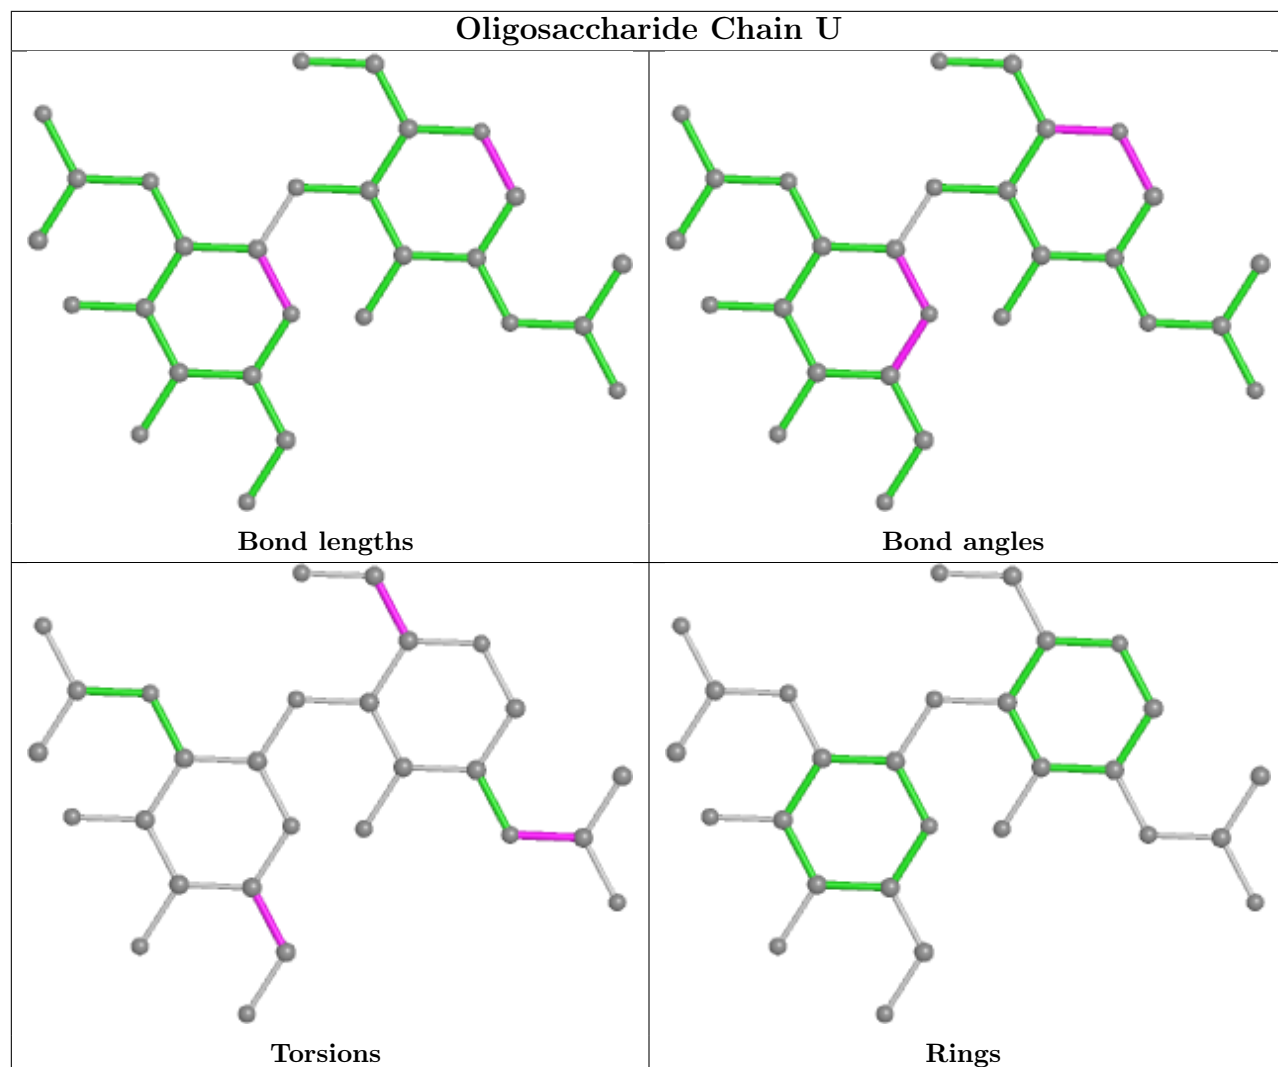 Oligosaccharide Chain U
Bond lengths
Bond angles
Torsions
Rings